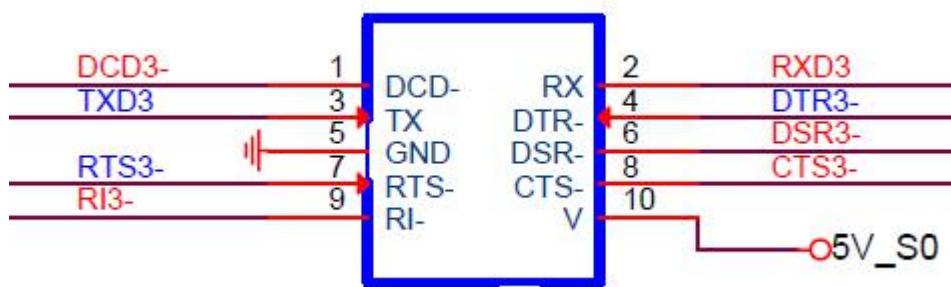 DCD3- 1 DCD- RX 2 RXD3
TXD3 3 TX DTR- 4 DTR3-
5 GND DSR- 6 DSR3-
RTS3- 7 RTS- CTS- 8 CTS3-
RI3- 9 RI- V 10
5V_S0